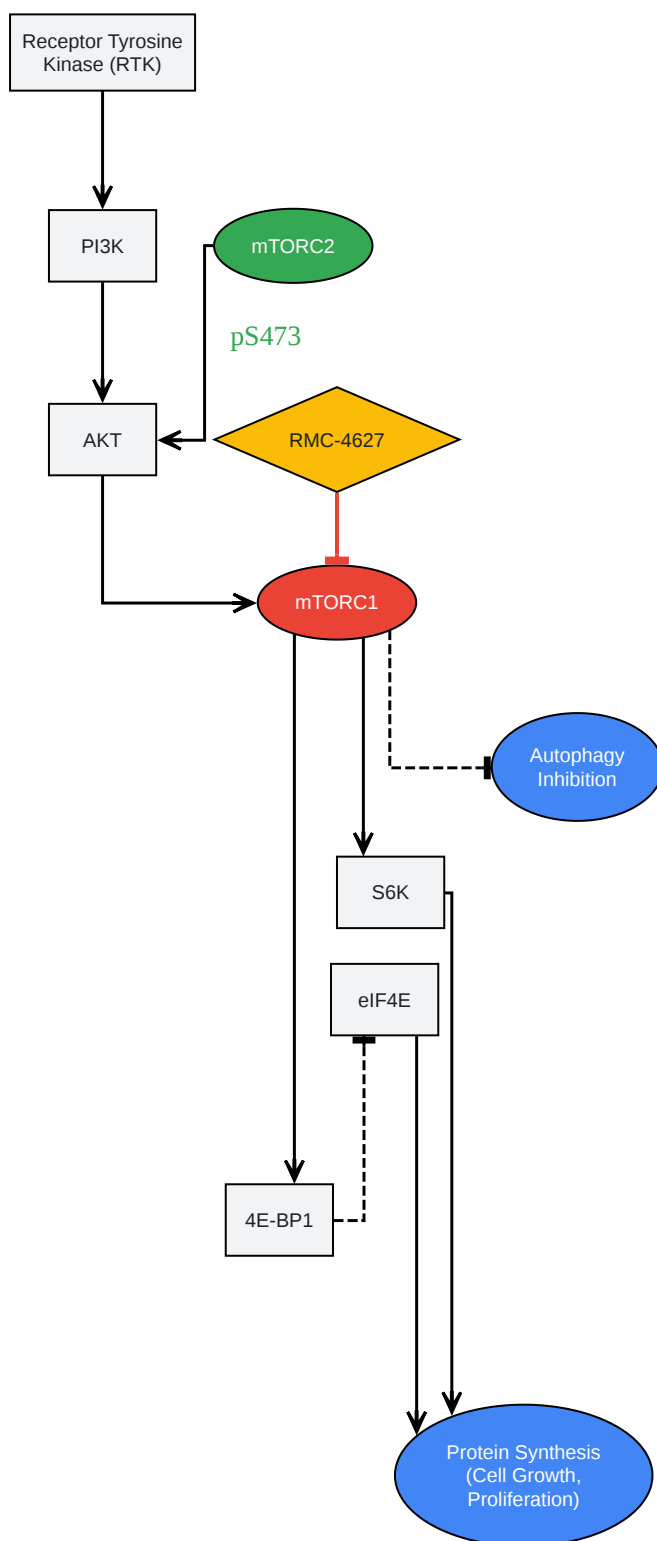 Receptor Tyrosine
Kinase (RTK)
PI3K
mTORC2
pS473
AKT
RMC-4627
mTORC1
Autophagy
Inhibition
S6K
eIF4E
4E-BP1
Protein Synthesis
(Cell Growth,
Proliferation)